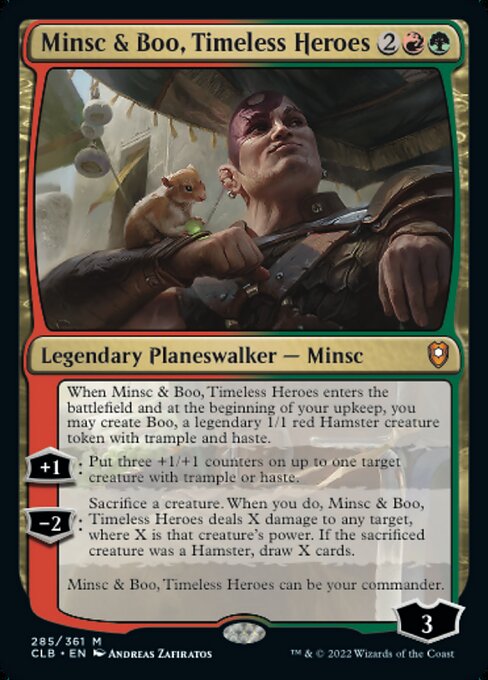 Minsc & Boo, Timeless Heroes 2
Legendary Planeswalker — Minsc
When Minsc & Boo, Timeless Heroes enters the
battlefield and at the beginning of your upkeep, you
may create Boo, a legendary 1/1 red Hamster creature
token with trample and haste.
+1: Put three +1/+1 counters on up to one target
creature with trample or haste.
−2: Sacrifice a creature. When you do, Minsc & Boo,
Timeless Heroes deals X damage to any target,
where X is that creature's power. If the sacrificed
creature was a Hamster, draw X cards.
Minsc & Boo, Timeless Heroes can be your commander.
3
285/361 M
CLB • EN Andreas Zafiratos
™ & © 2022 Wizards of the Coast